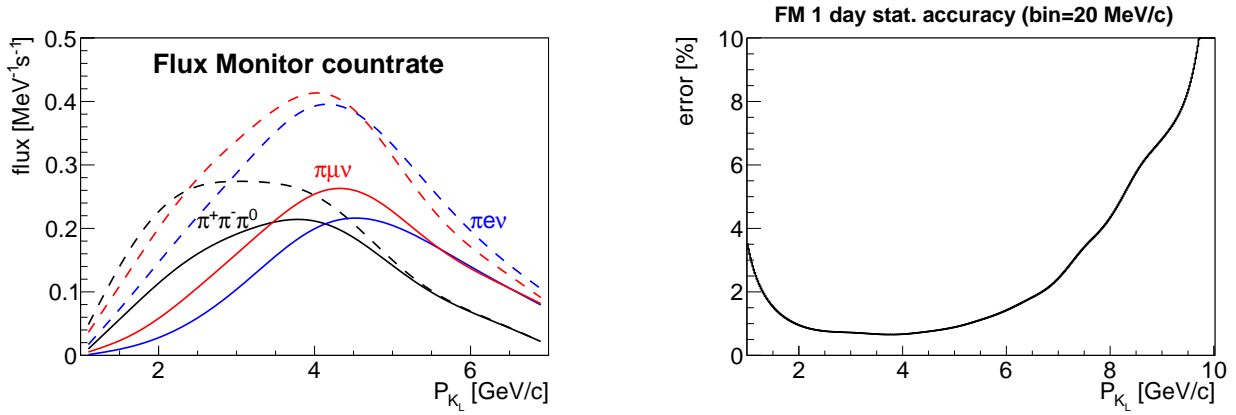 Flux Monitor countrate
flux [MeV⁻¹s⁻¹]
0.5
0.4
0.3
0.2
0.1
0
πμν
π⁺π⁻π⁰
πeν
2 4 6
P_{K_L} [GeV/c]
FM 1 day stat. accuracy (bin=20 MeV/c)
error [%]
10
8
6
4
2
0
2 4 6 8 10
P_{K_L} [GeV/c]